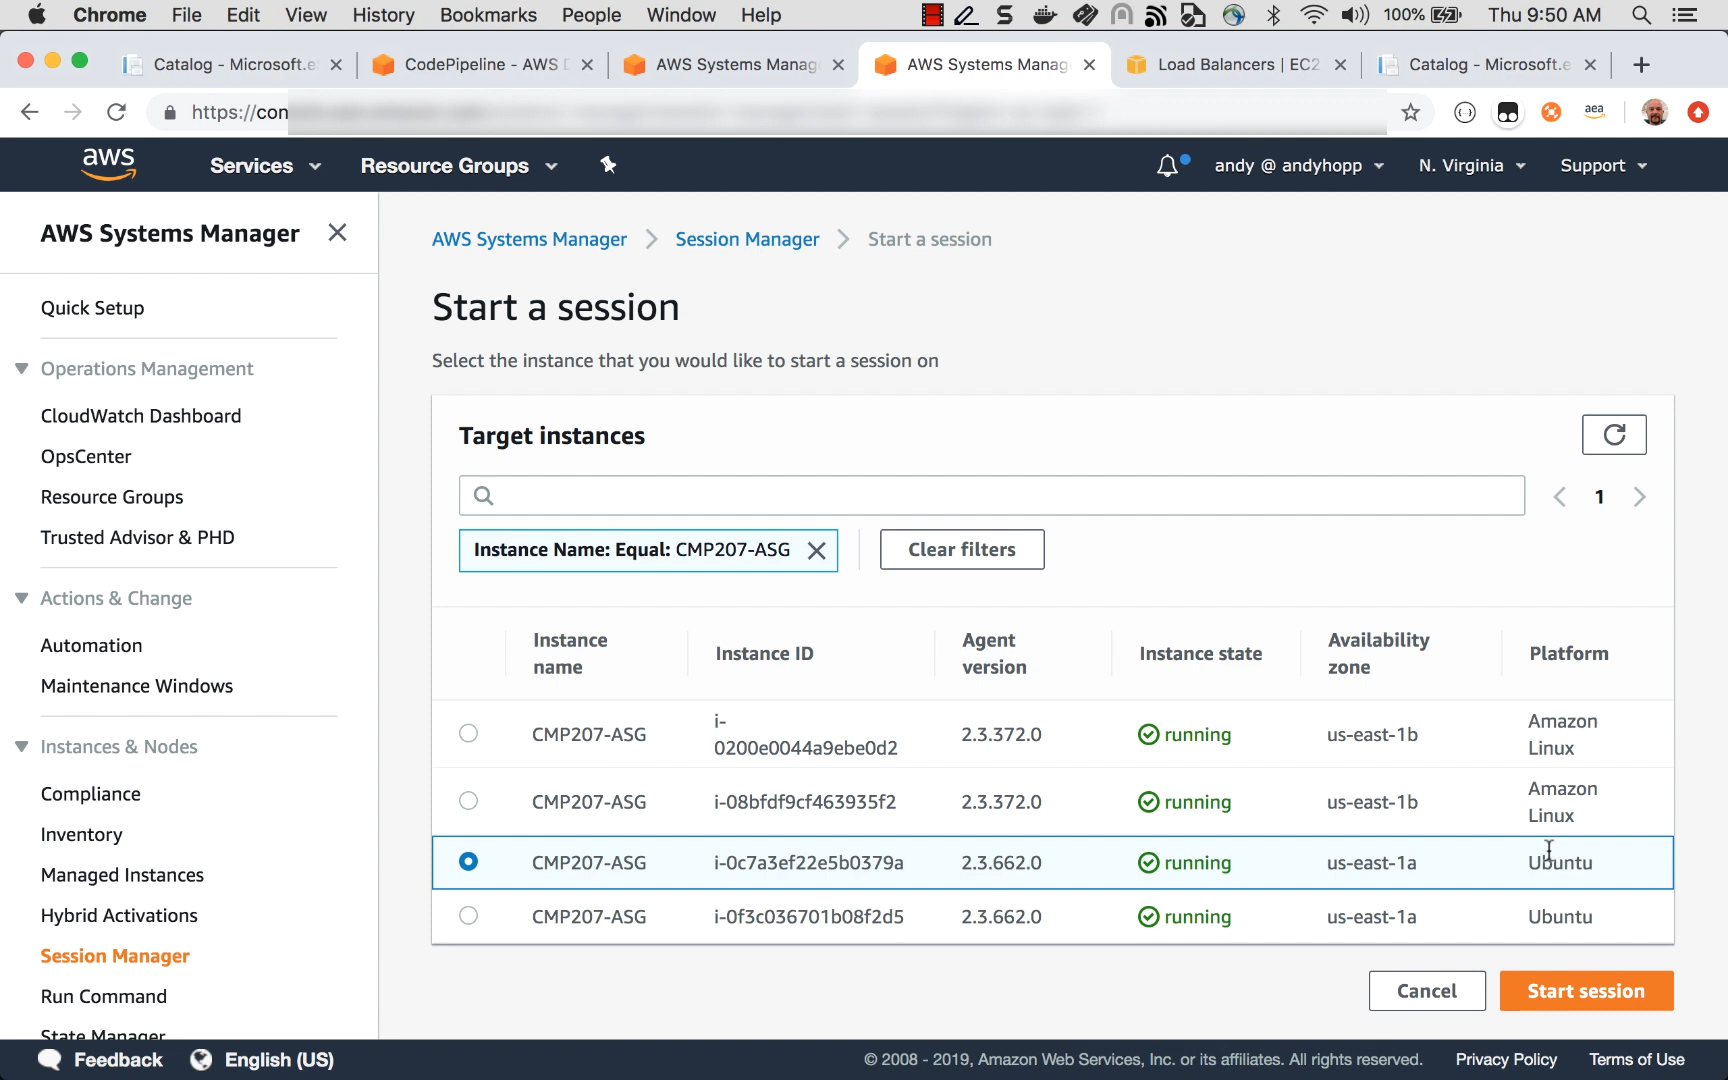 Chrome File Edit View History Bookmarks People Window Help 100% Thu 9:50 AM
Catalog - Microsoft.e CodePipeline - AWS D AWS Systems Manag AWS Systems Manag Load Balancers | EC2 Catalog - Microsoft.e
https://con
aea
aws Services Resource Groups andy @ andyhopp N. Virginia Support
AWS Systems Manager
Quick Setup
Operations Management
CloudWatch Dashboard
OpsCenter
Resource Groups
Trusted Advisor & PHD
Actions & Change
Automation
Maintenance Windows
Instances & Nodes
Compliance
Inventory
Managed Instances
Hybrid Activations
Session Manager
Run Command
State Manager
AWS Systems Manager Session Manager Start a session
Start a session
Select the instance that you would like to start a session on
Target instances
1
Instance Name: Equal: CMP207-ASG Clear filters
Instance name Instance ID Agent version Instance state Availability zone Platform
CMP207-ASG i-0200e0044a9ebe0d2 2.3.372.0 running us-east-1b Amazon Linux
CMP207-ASG i-08bfdf9cf463935f2 2.3.372.0 running us-east-1b Amazon Linux
CMP207-ASG i-0c7a3ef22e5b0379a 2.3.662.0 running us-east-1a Ubuntu
CMP207-ASG i-0f3c036701b08f2d5 2.3.662.0 running us-east-1a Ubuntu
Cancel Start session
Feedback English (US) © 2008 - 2019, Amazon Web Services, Inc. or its affiliates. All rights reserved. Privacy Policy Terms of Use